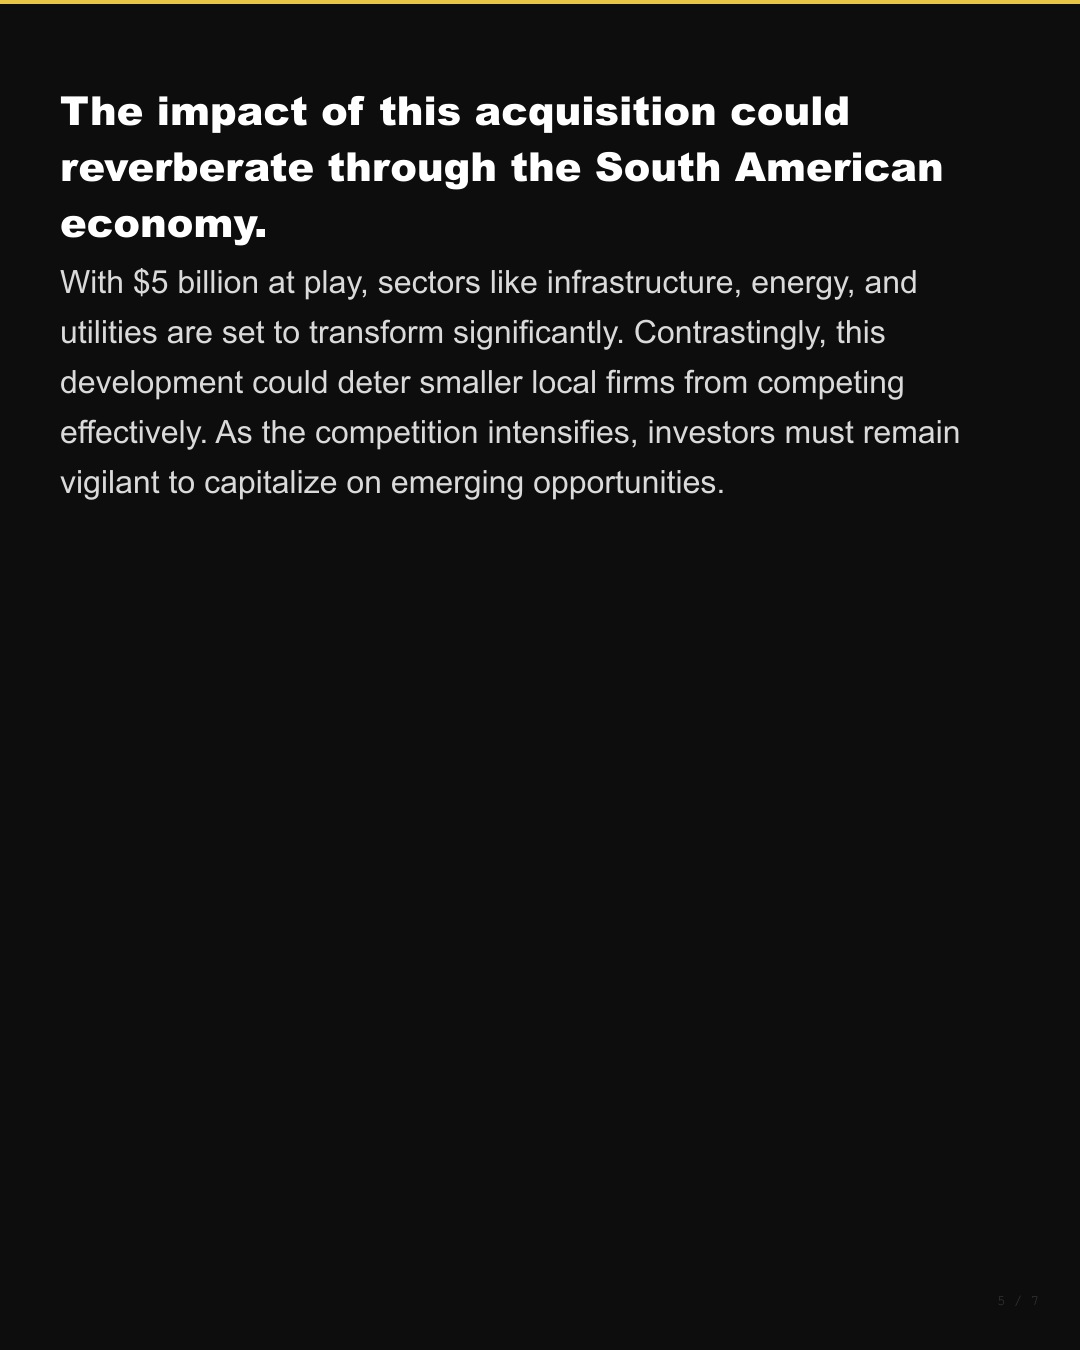 The impact of this acquisition could
reverberate through the South American
economy.
With $5 billion at play, sectors like infrastructure, energy, and
utilities are set to transform significantly. Contrastingly, this
development could deter smaller local firms from competing
effectively. As the competition intensifies, investors must remain
vigilant to capitalize on emerging opportunities.
5 / 7